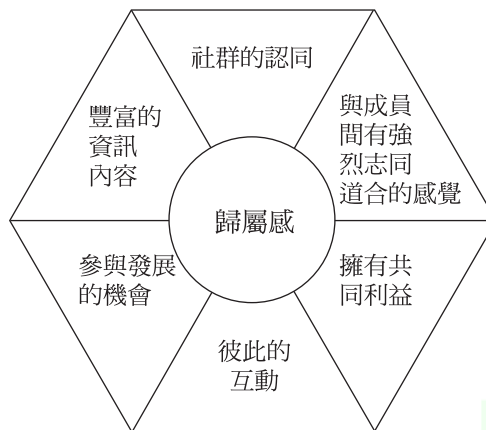 社群的認同
與成員
間有強
烈志同
道合的感覺
擁有共
同利益
彼此的
互動
參與發展
的機會
豐富的
資訊
內容
歸屬感